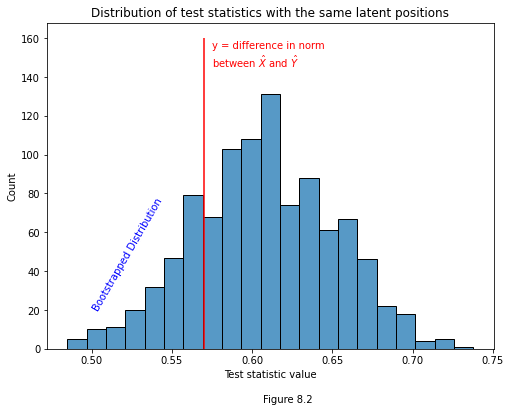 Distribution of test statistics with the same latent positions
160
140
120
100
80
60
40
20
0
Count
y = difference in norm
between X̂ and Ŷ
Bootstrapped Distribution
0.50 0.55 0.60 0.65 0.70 0.75
Test statistic value
Figure 8.2